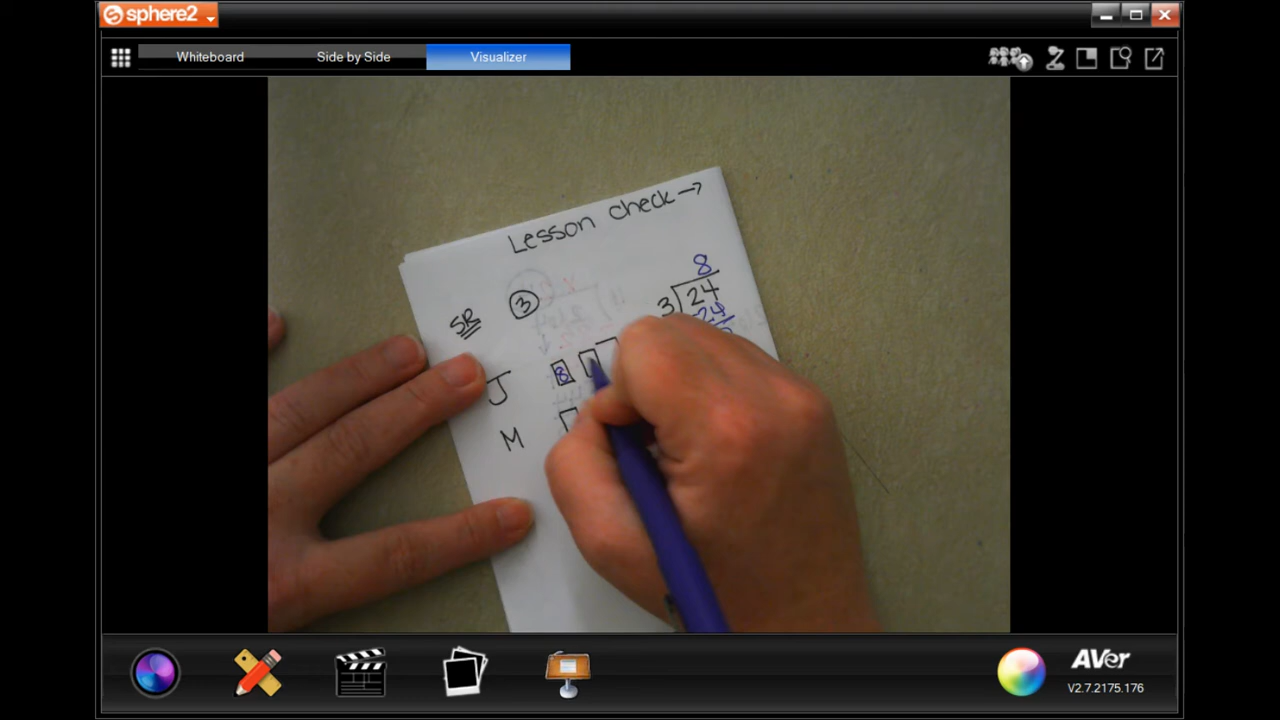 sphere2
Whiteboard Side by Side Visualizer
Lesson check →
SR ③
8
3 24
-24
J 8
M
AVer
V2.7.2175.176